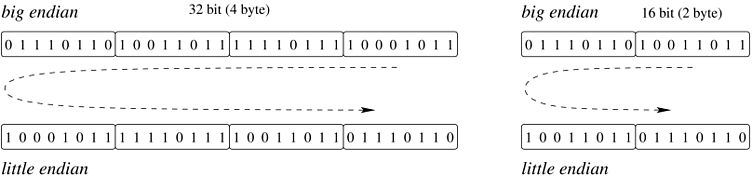 big endian 32 bit (4 byte)
0 1 1 1 0 1 1 0 1 0 0 1 1 0 1 1 1 1 1 1 0 1 1 1 1 0 0 0 1 0 1 1
1 0 0 0 1 0 1 1 1 1 1 1 0 1 1 1 1 0 0 1 1 0 1 1 0 1 1 1 0 1 1 0
little endian
big endian 16 bit (2 byte)
0 1 1 1 0 1 1 0 1 0 0 1 1 0 1 1
1 0 0 1 1 0 1 1 0 1 1 1 0 1 1 0
little endian